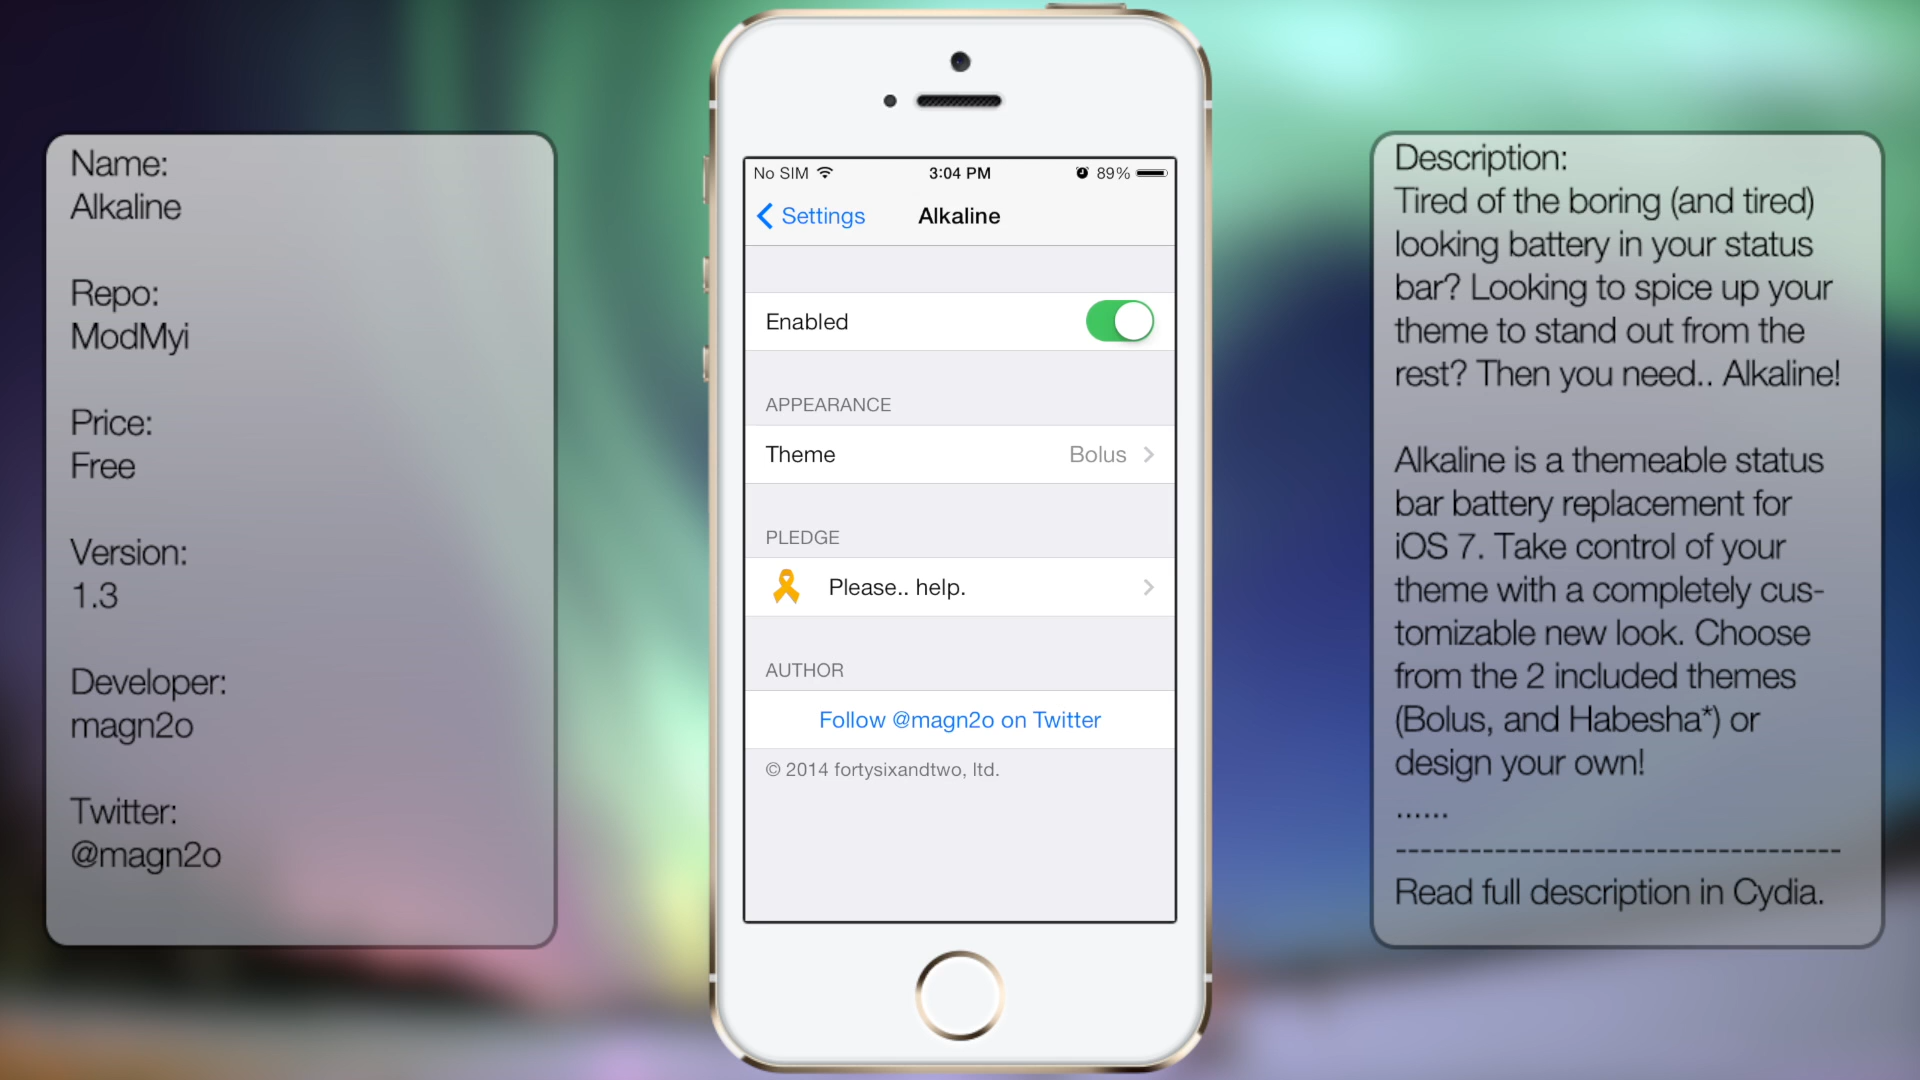 Name:
Alkaline
Repo:
ModMyi
Price:
Free
Version:
1.3
Developer:
magn2o
Twitter:
@magn2o
No SIM
3:04 PM
89%
Settings
Alkaline
Enabled
APPEARANCE
Theme
Bolus
PLEDGE
Please.. help.
AUTHOR
Follow @magn2o on Twitter
© 2014 fortysixandtwo, ltd.
Description:
Tired of the boring (and tired)
looking battery in your status
bar? Looking to spice up your
theme to stand out from the
rest? Then you need.. Alkaline!
Alkaline is a themeable status
bar battery replacement for
iOS 7. Take control of your
theme with a completely cus-
tomizable new look. Choose
from the 2 included themes
(Bolus, and Habesha*) or
design your own!
......
------------------------------------
Read full description in Cydia.